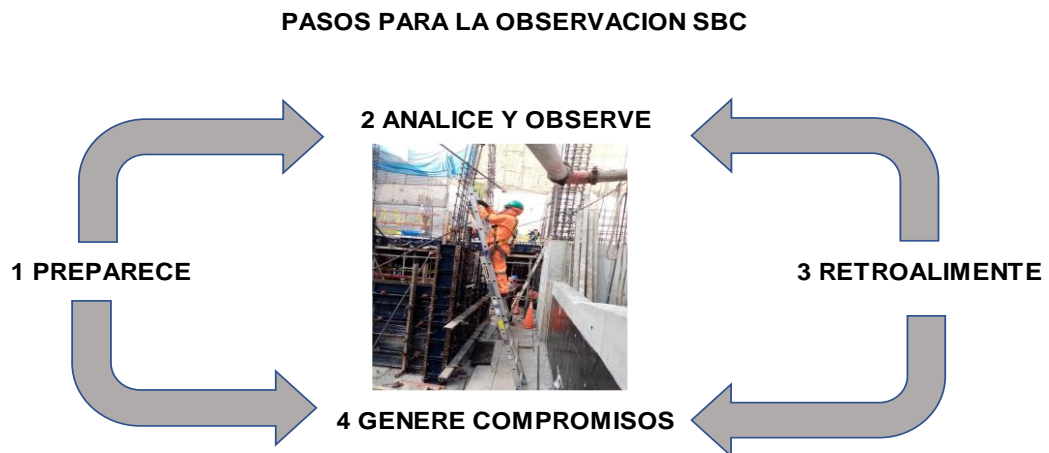 PASOS PARA LA OBSERVACION SBC
2 ANALICE Y OBSERVE
1 PREPARECE
3 RETROALIMENTE
4 GENERE COMPROMISOS